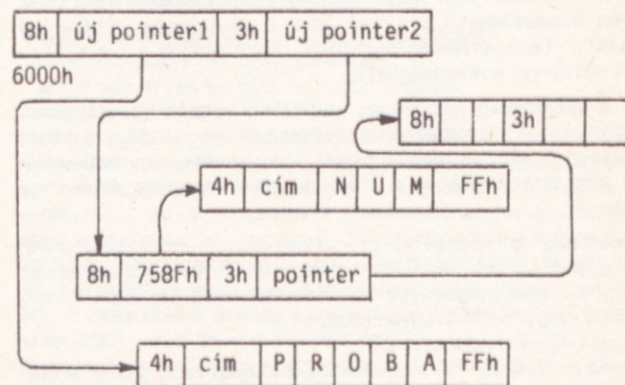 8h új pointer1 3h új pointer2
6000h
8h 3h
4h cím N U M FFh
8h 758Fh 3h pointer
4h cím P R O B A FFh